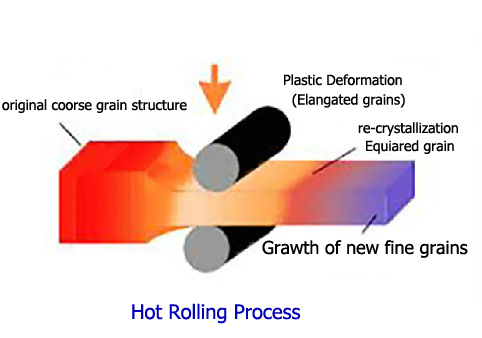 Plastic Deformation
(Elangated grains)
original coorse grain structure
re-crystallization
Equiared grain
Grawth of new fine grains
Hot Rolling Process